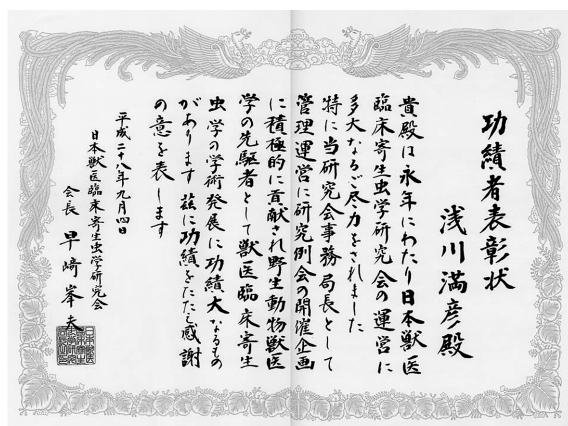 功績者表彰状
浅川満彦殿
貴殿は永年にわたり日本獣医
臨床寄生虫学研究会の運営に
多大なるご尽力をされました
特に当研究会事務局長として
管理運営に研究例会の開催企画
に積極的に貢献され野生動物獣医
学の先駆者として獣医臨床寄生
虫学の学術発展に功績大なるもの
があります 茲に功績をたたえ感謝
の意を表します
平成二十八年九月四日
日本獣医臨床寄生虫学研究会
会長 早﨑峯夫